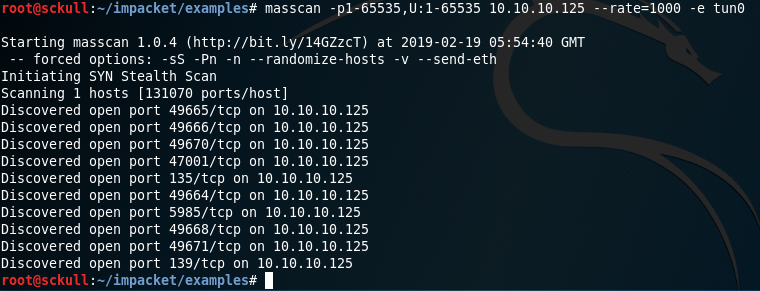 root@sckull:~/impacket/examples# masscan -p1-65535,U:1-65535 10.10.10.125 --rate=1000 -e tun0
Starting masscan 1.0.4 (http://bit.ly/14GZzcT) at 2019-02-19 05:54:40 GMT
 -- forced options: -sS -Pn -n --randomize-hosts -v --send-eth
Initiating SYN Stealth Scan
Scanning 1 hosts [131070 ports/host]
Discovered open port 49665/tcp on 10.10.10.125
Discovered open port 49666/tcp on 10.10.10.125
Discovered open port 49670/tcp on 10.10.10.125
Discovered open port 47001/tcp on 10.10.10.125
Discovered open port 135/tcp on 10.10.10.125
Discovered open port 49664/tcp on 10.10.10.125
Discovered open port 5985/tcp on 10.10.10.125
Discovered open port 49668/tcp on 10.10.10.125
Discovered open port 49671/tcp on 10.10.10.125
Discovered open port 139/tcp on 10.10.10.125
root@sckull:~/impacket/examples#